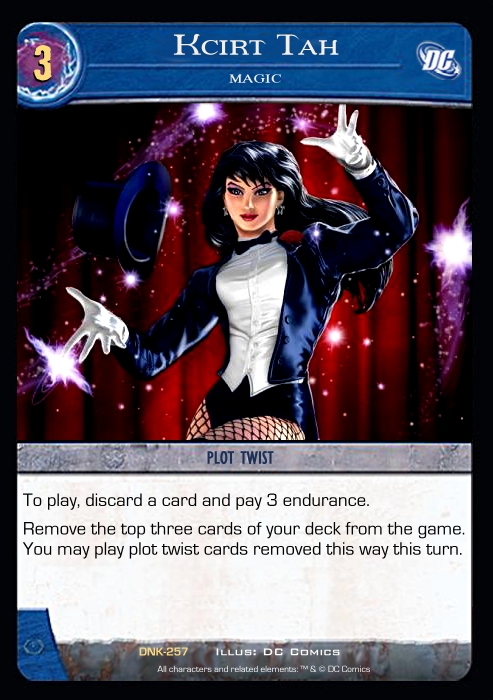 3
Kcirt Tah
MAGIC
DC
PLOT TWIST
To play, discard a card and pay 3 endurance.
Remove the top three cards of your deck from the game.
You may play plot twist cards removed this way this turn.
DNK-257 Illus: DC Comics
All characters and related elements: ™ & © DC Comics